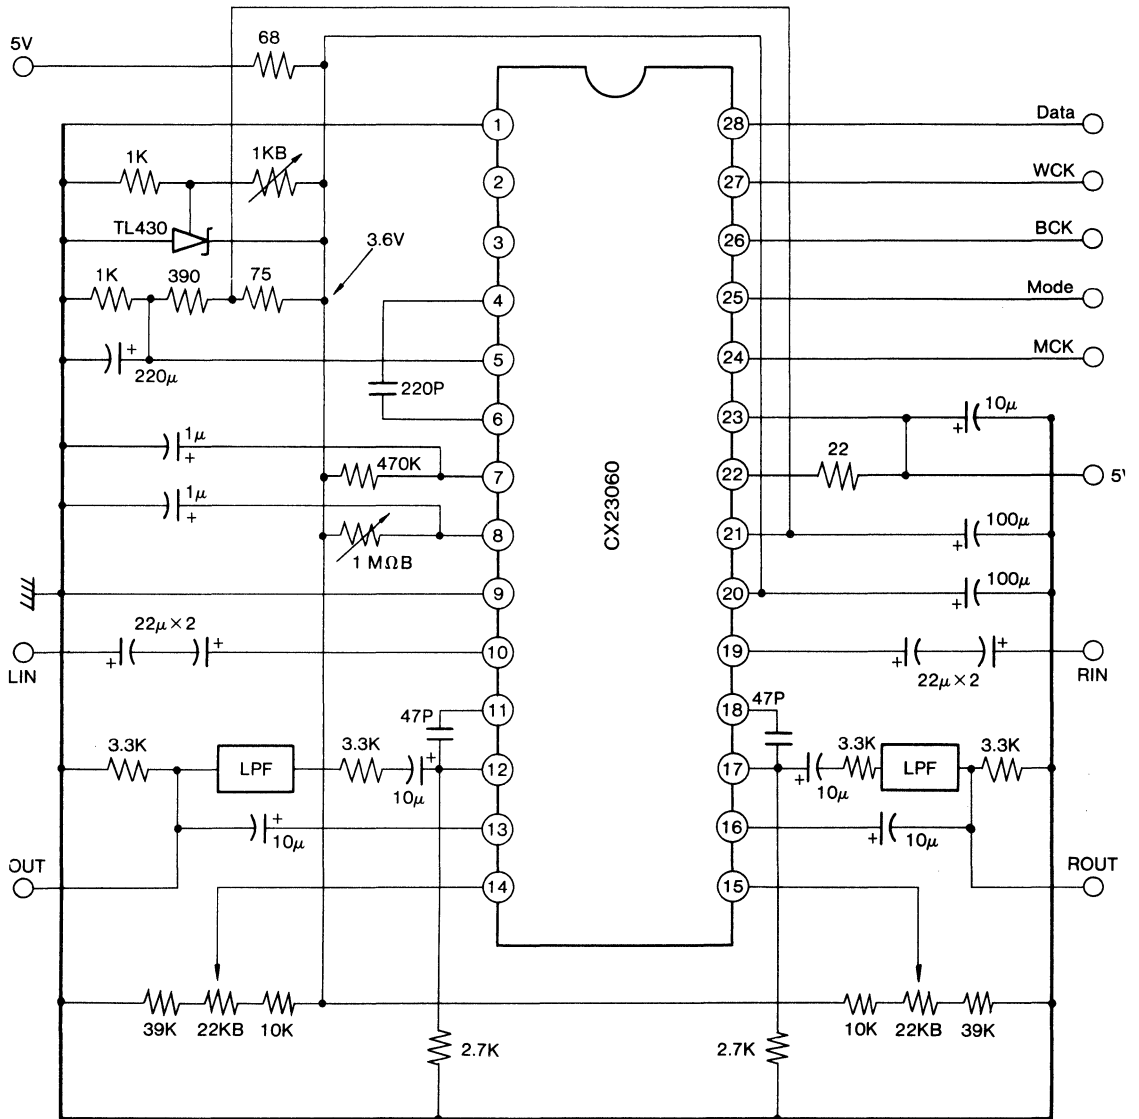 5V
68
1
28
Data
1K
1KB
2
27
WCK
TL430
3
26
BCK
3.6V
1K
390
75
4
25
Mode
220μ
5
24
MCK
220P
6
23
10μ
1μ
470K
7
22
22
5V
1μ
1 MΩB
8
21
100μ
CX23060
9
20
100μ
22μ×2
LIN
10
19
22μ×2
RIN
47P
11
18
47P
3.3K
LPF
3.3K
10μ
12
17
10μ
3.3K
LPF
3.3K
10μ
13
16
10μ
OUT
14
15
ROUT
39K
22KB
10K
10K
22KB
39K
2.7K
2.7K